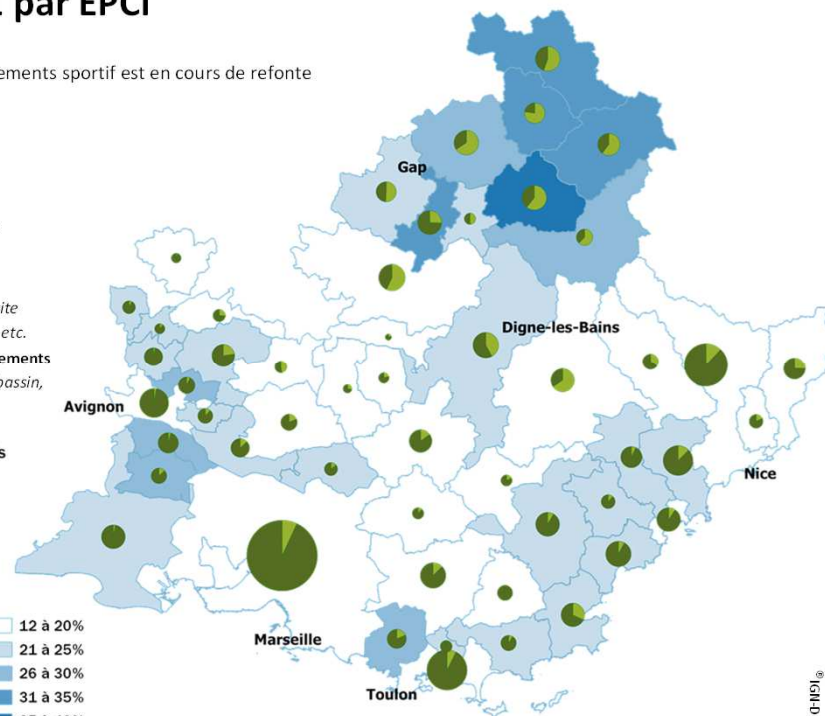 par EPCI
ements sportif est en cours de refonte
Gap
ite
etc.
ements
bassin,
s
Digne-les-Bains
Avignon
Nice
12 à 20%
21 à 25%
26 à 30%
31 à 35%
Marseille
Toulon
®IGN-D